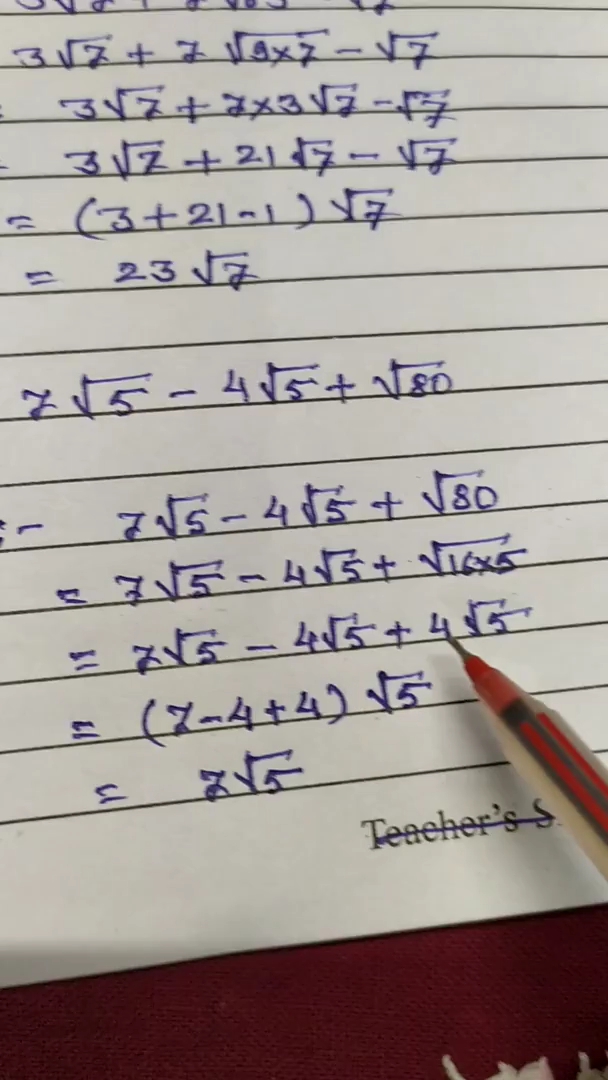 3√7 + 7√9×7 - √7
3√7 + 7×3√7 - √7
3√7 + 21√7 - √7
= (3+21-1) √7
= 23√7
7√5 - 4√5 + √80
:- 7√5 - 4√5 + √80
= 7√5 - 4√5 + √16×5
= 7√5 - 4√5 + 4√5
= (7-4+4) √5
= 7√5
Teacher's S